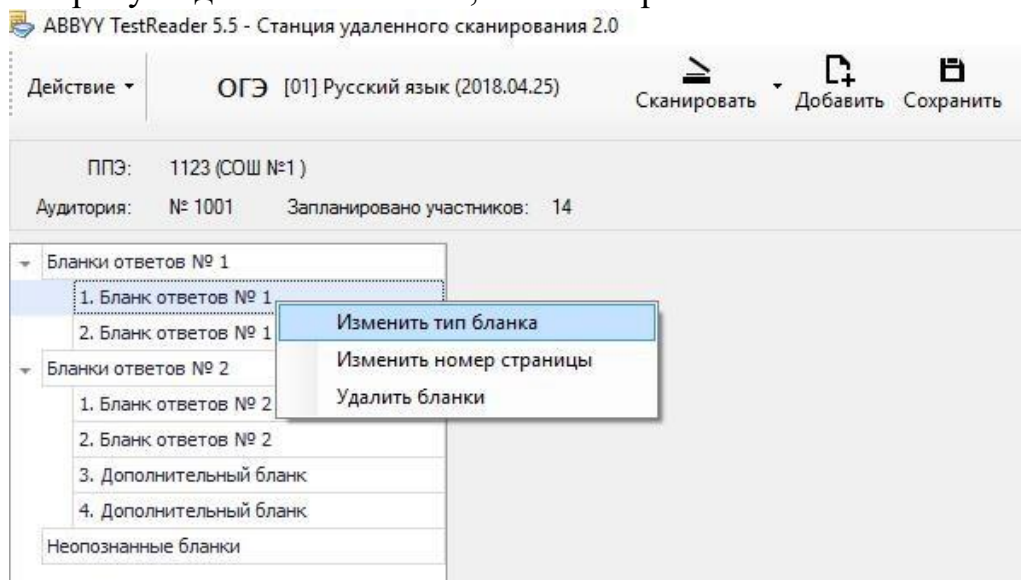 ABBYY TestReader 5.5 - Станция удаленного сканирования 2.0
Действие ОГЭ [01] Русский язык (2018.04.25) Сканировать Добавить Сохранить
ППЭ: 1123 (СОШ №1 )
Аудитория: № 1001 Запланировано участников: 14
Бланки ответов № 1
1. Бланк ответов № 1
Изменить тип бланка
2. Бланк ответов № 1
Изменить номер страницы
Бланки ответов № 2
Удалить бланки
1. Бланк ответов № 2
2. Бланк ответов № 2
3. Дополнительный бланк
4. Дополнительный бланк
Неопознанные бланки